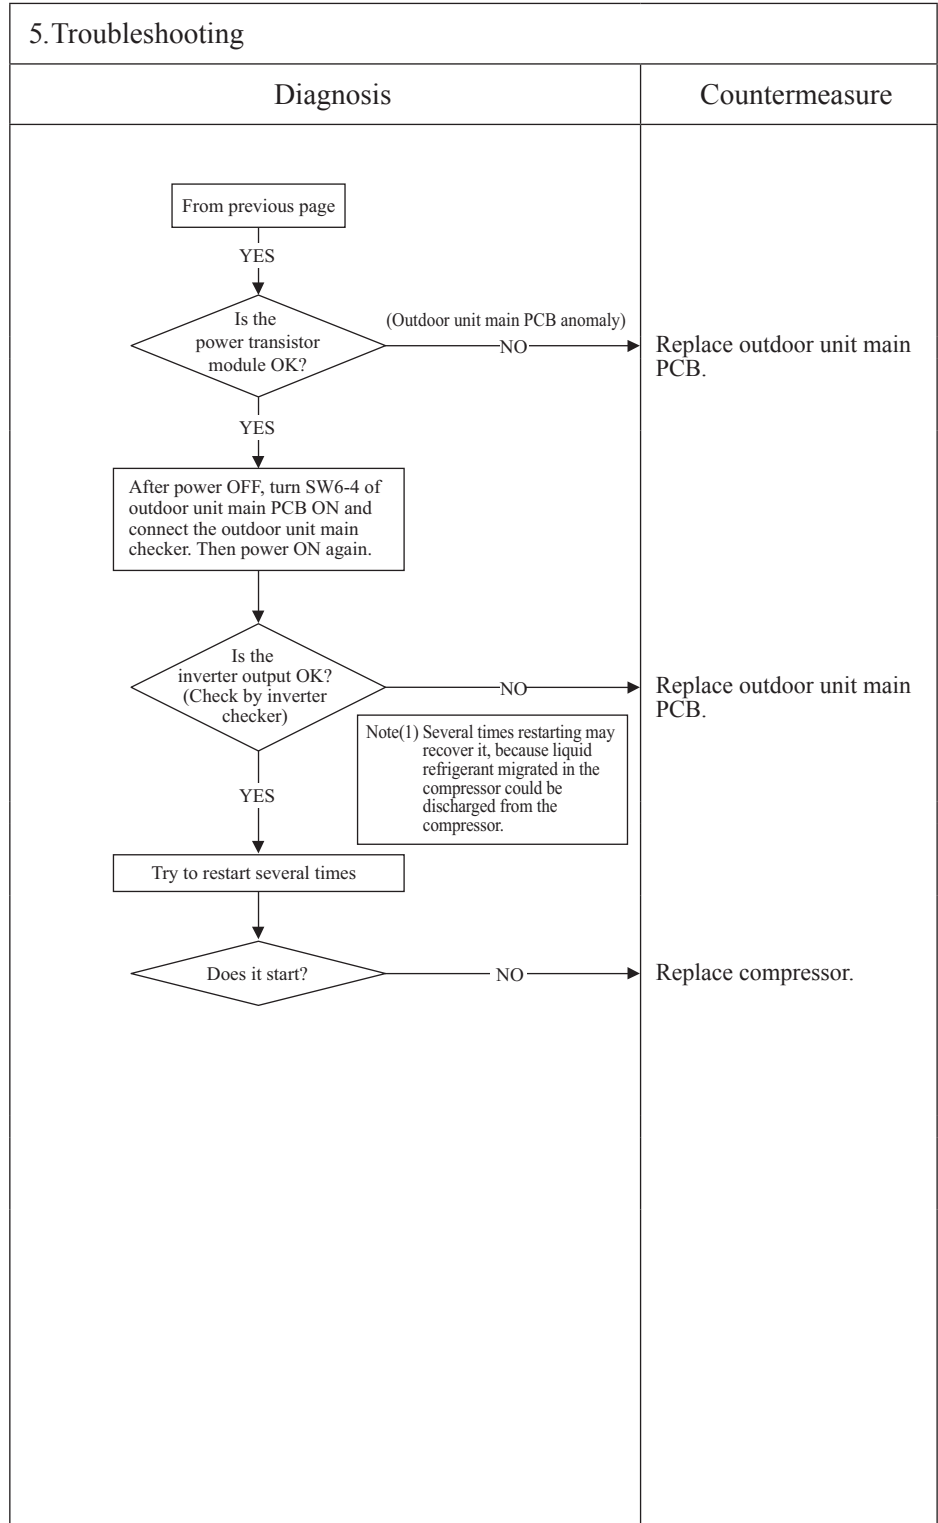 5.Troubleshooting
Diagnosis
Countermeasure
From previous page
YES
Is the
power transistor
module OK?
(Outdoor unit main PCB anomaly)
NO
Replace outdoor unit main
PCB.
YES
After power OFF, turn SW6-4 of
outdoor unit main PCB ON and
connect the outdoor unit main
checker. Then power ON again.
Is the
inverter output OK?
(Check by inverter
checker)
NO
Replace outdoor unit main
PCB.
Note(1) Several times restarting may
recover it, because liquid
refrigerant migrated in the
compressor could be
discharged from the
compressor.
YES
Try to restart several times
Does it start?
NO
Replace compressor.